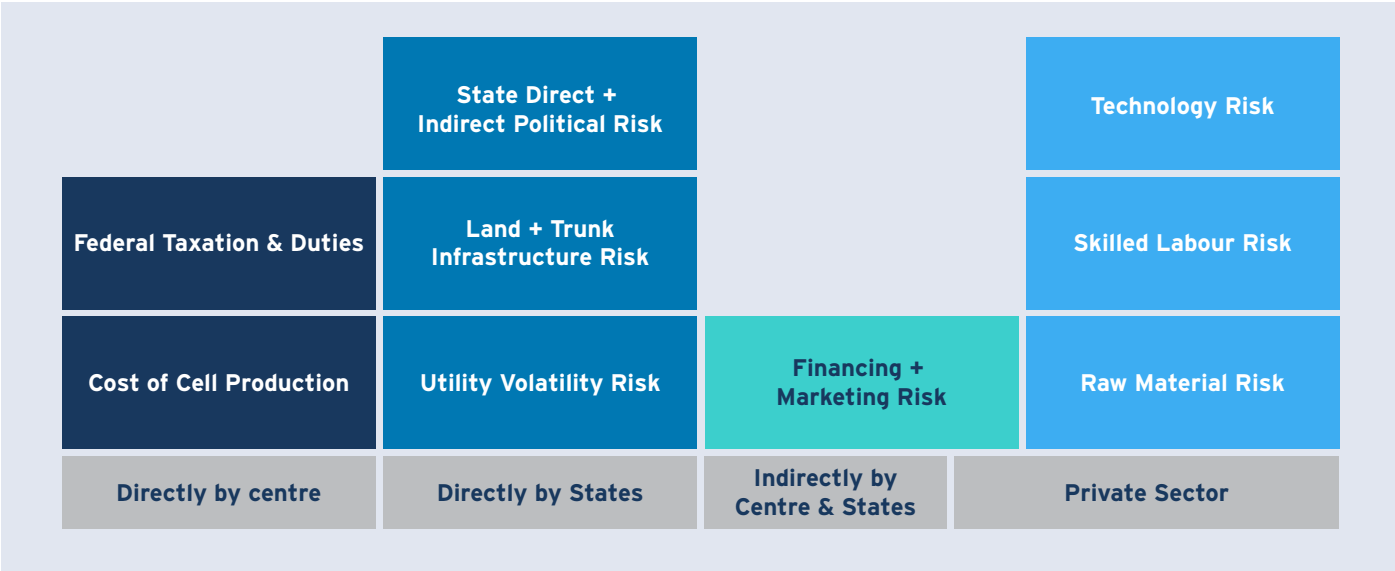 State Direct +
Indirect Political Risk
Technology Risk
Federal Taxation & Duties
Land + Trunk
Infrastructure Risk
Skilled Labour Risk
Cost of Cell Production
Utility Volatility Risk
Financing +
Marketing Risk
Raw Material Risk
Directly by centre
Directly by States
Indirectly by
Centre & States
Private Sector